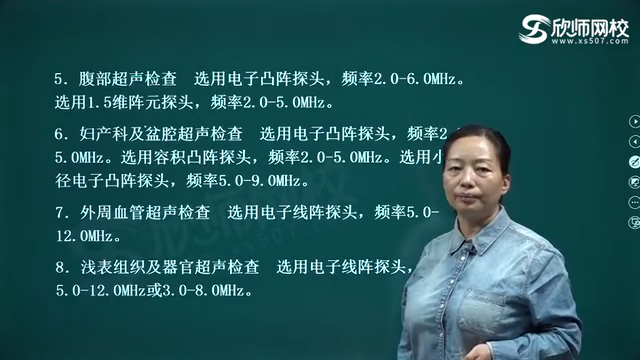 欣师网校
www.xs507.com
5. 腹部超声检查 选用电子凸阵探头，频率2.0-6.0MHz。
选用1.5维阵元探头，频率2.0-5.0MHz。
6. 妇产科及盆腔超声检查 选用电子凸阵探头，频率2.
5.0MHz。选用容积凸阵探头，频率2.0-5.0MHz。选用小
径电子凸阵探头，频率5.0-9.0MHz。
7. 外周血管超声检查 选用电子线阵探头，频率5.0-
12.0MHz。
8. 浅表组织及器官超声检查 选用电子线阵探头，
5.0-12.0MHz或3.0-8.0MHz。